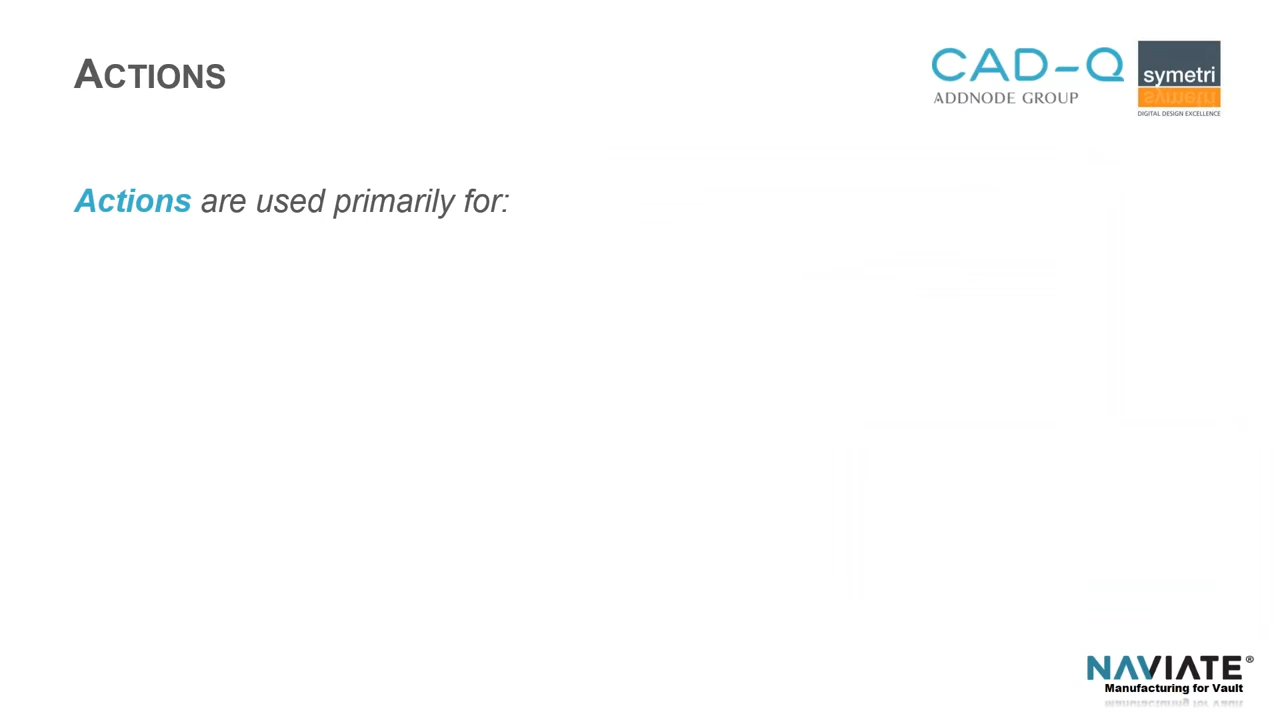 ACTIONS
CAD-Q
ADDNODE GROUP
symetri
DIGITAL DESIGN EXCELLENCE
Actions are used primarily for:
NAVIATE®
Manufacturing for Vault